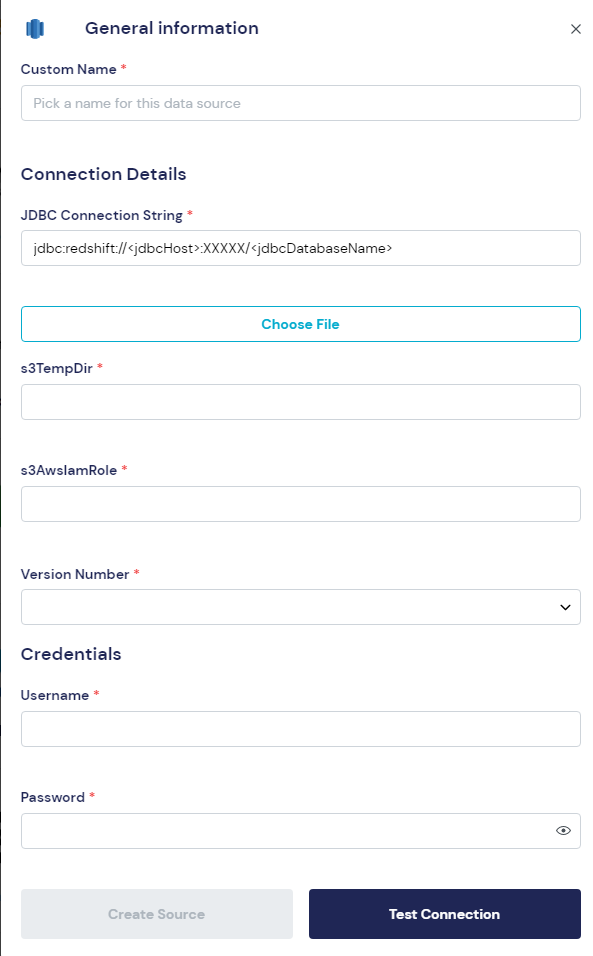 General information
Custom Name *
Pick a name for this data source
Connection Details
JDBC Connection String *
jdbc:redshift://<jdbcHost>:XXXXX/<jdbcDatabaseName>
Choose File
s3TempDir *
s3AwsIamRole *
Version Number *
Credentials
Username *
Password *
Create Source
Test Connection